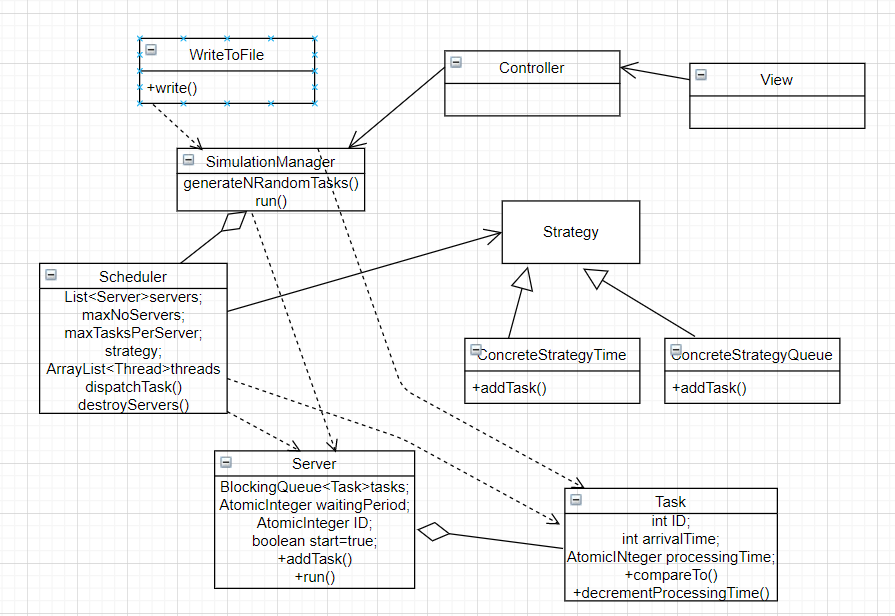 WriteToFile
+write()
Controller
View
SimulationManager
generateNRandomTasks()
run()
Strategy
Scheduler
List<Server>servers;
maxNoServers;
maxTasksPerServer;
strategy;
ArrayList<Thread>threads
dispatchTask()
destroyServers()
ConcreteStrategyTime
+addTask()
ConcreteStrategyQueue
+addTask()
Server
BlockingQueue<Task>tasks;
AtomicInteger waitingPeriod;
AtomicInteger ID;
boolean start=true;
+addTask()
+run()
Task
int ID;
int arrivalTime;
AtomicINteger processingTime;
+compareTo()
+decrementProcessingTime()